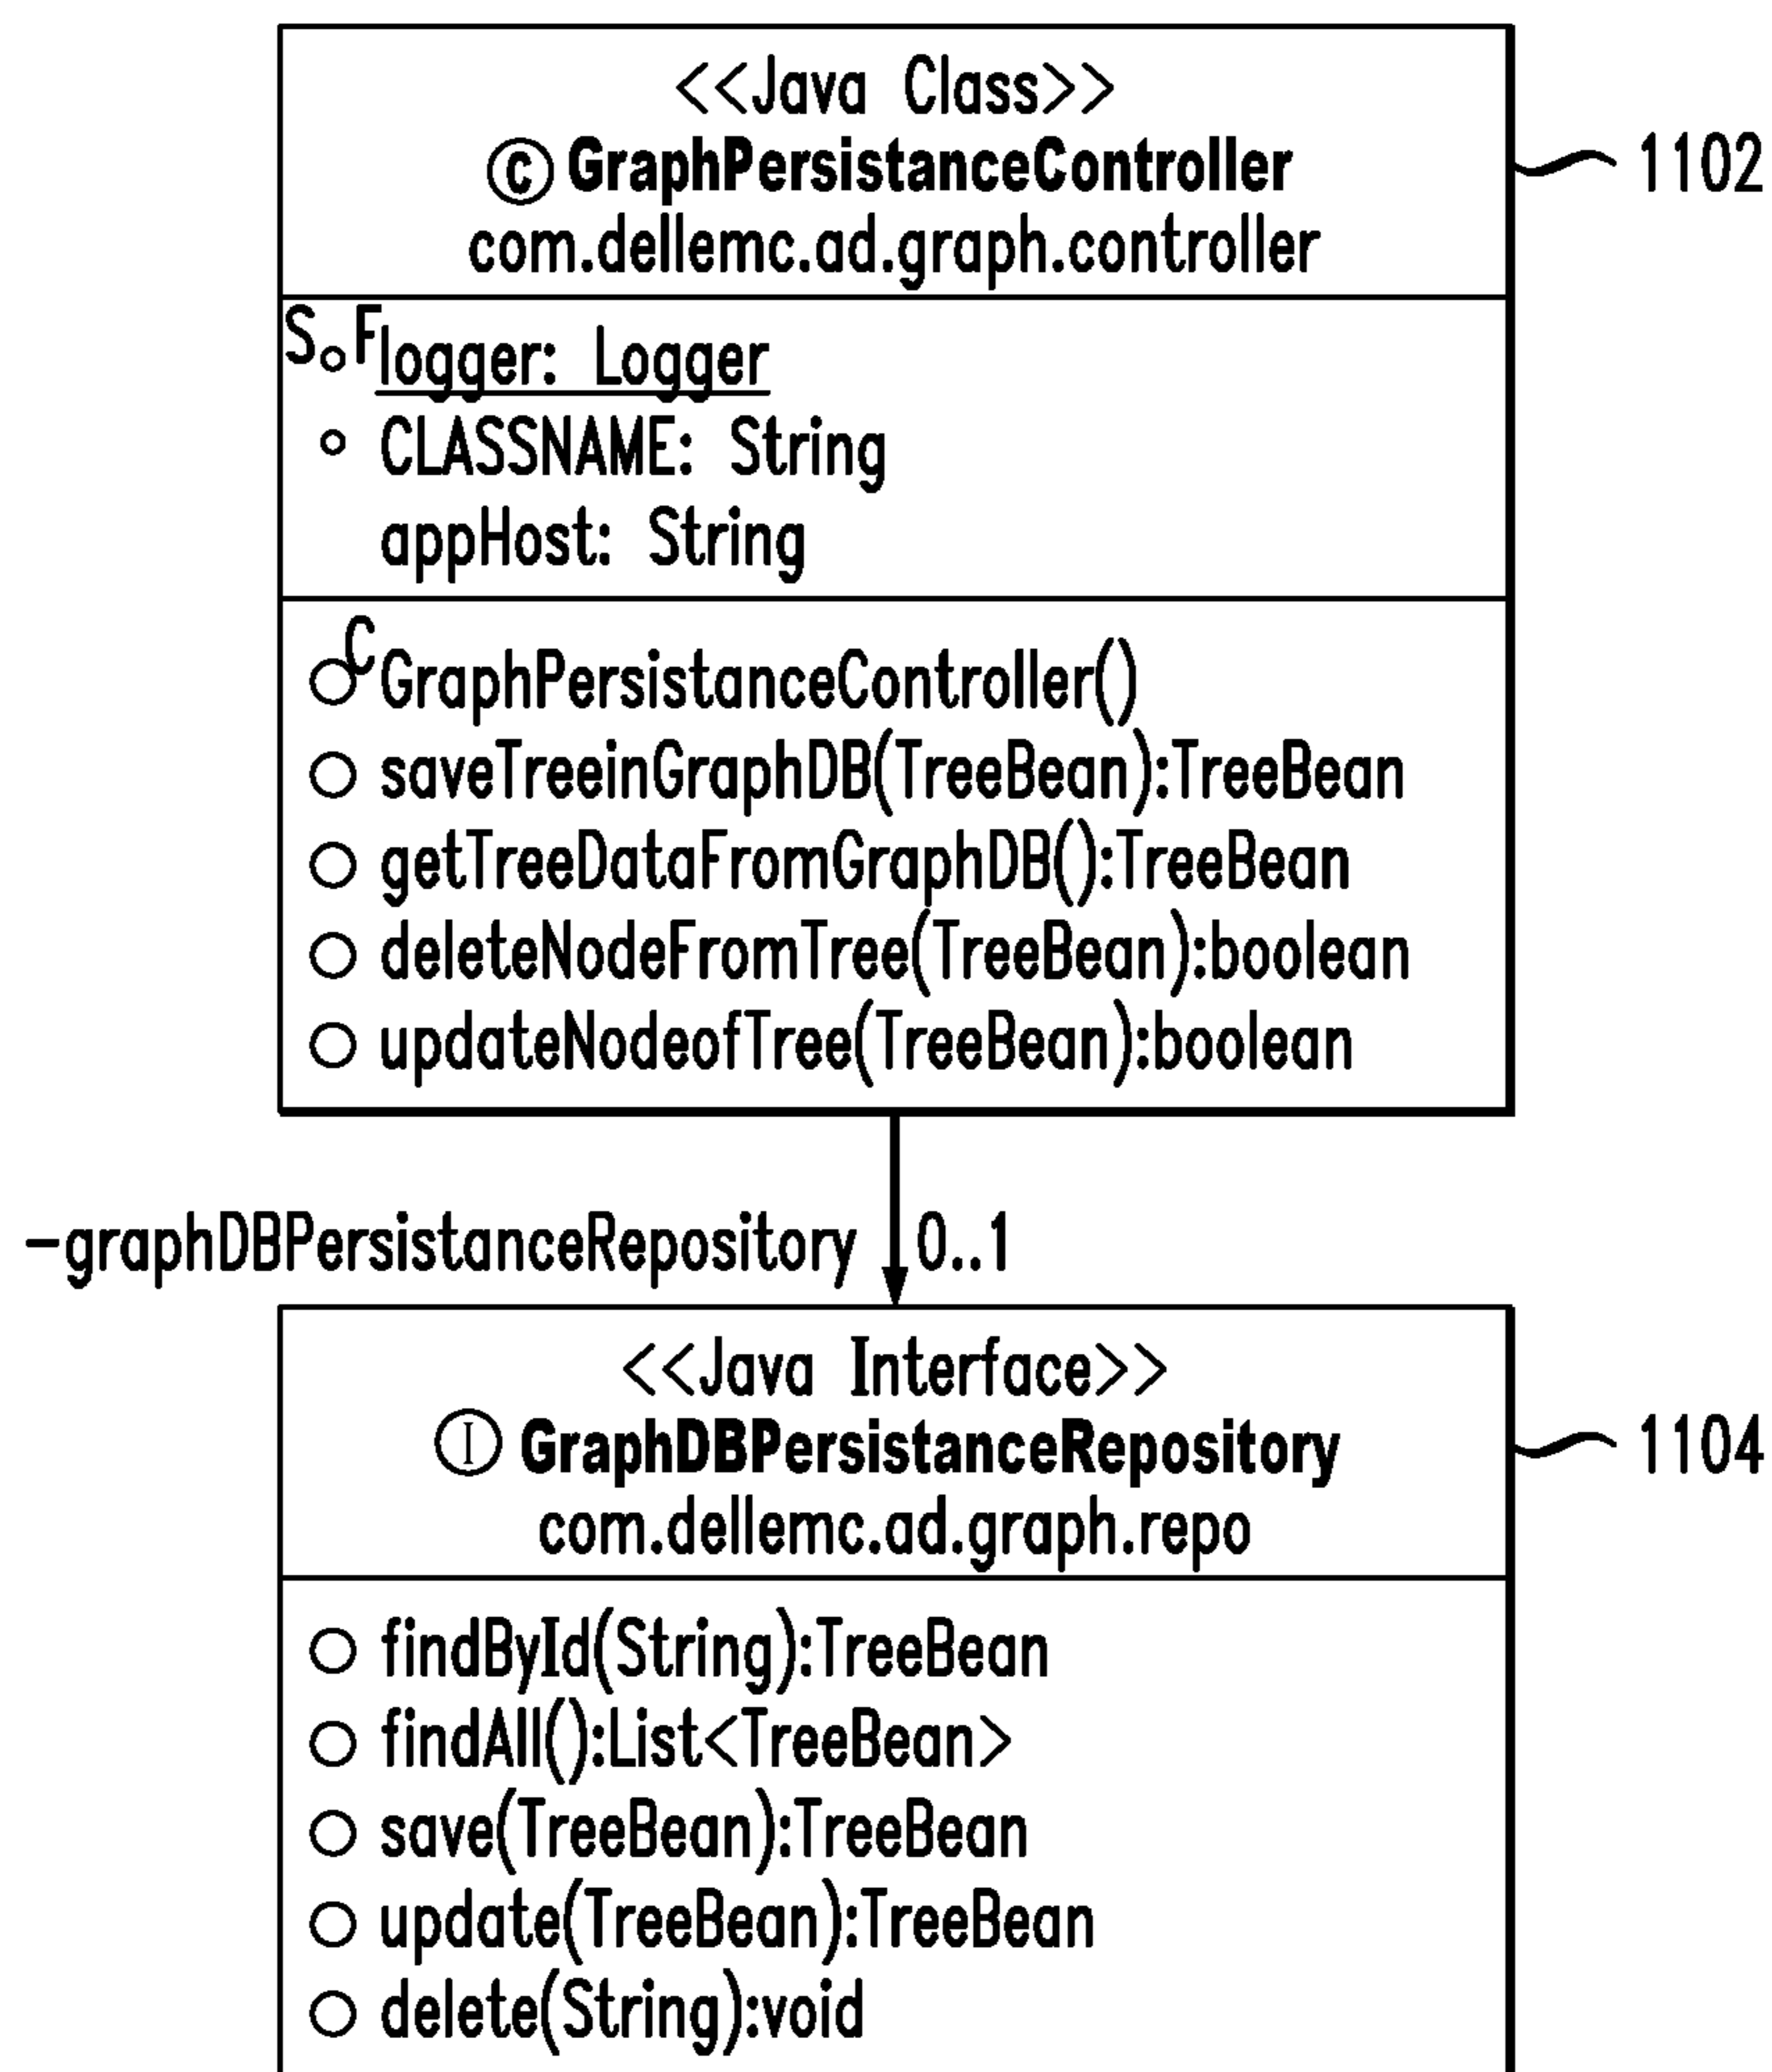 <<Java Class>>
© GraphPersistanceController
com.dellemc.ad.graph.controller
1102
S F logger: Logger
CLASSNAME: String
appHost: String
C GraphPersistanceController()
saveTreeinGraphDB(TreeBean):TreeBean
getTreeDataFromGraphDB():TreeBean
deleteNodeFromTree(TreeBean):boolean
updateNodeofTree(TreeBean):boolean
-graphDBPersistanceRepository 0..1
<<Java Interface>>
I GraphDBPersistanceRepository
com.dellemc.ad.graph.repo
1104
findById(String):TreeBean
findAll():List<TreeBean>
save(TreeBean):TreeBean
update(TreeBean):TreeBean
delete(String):void